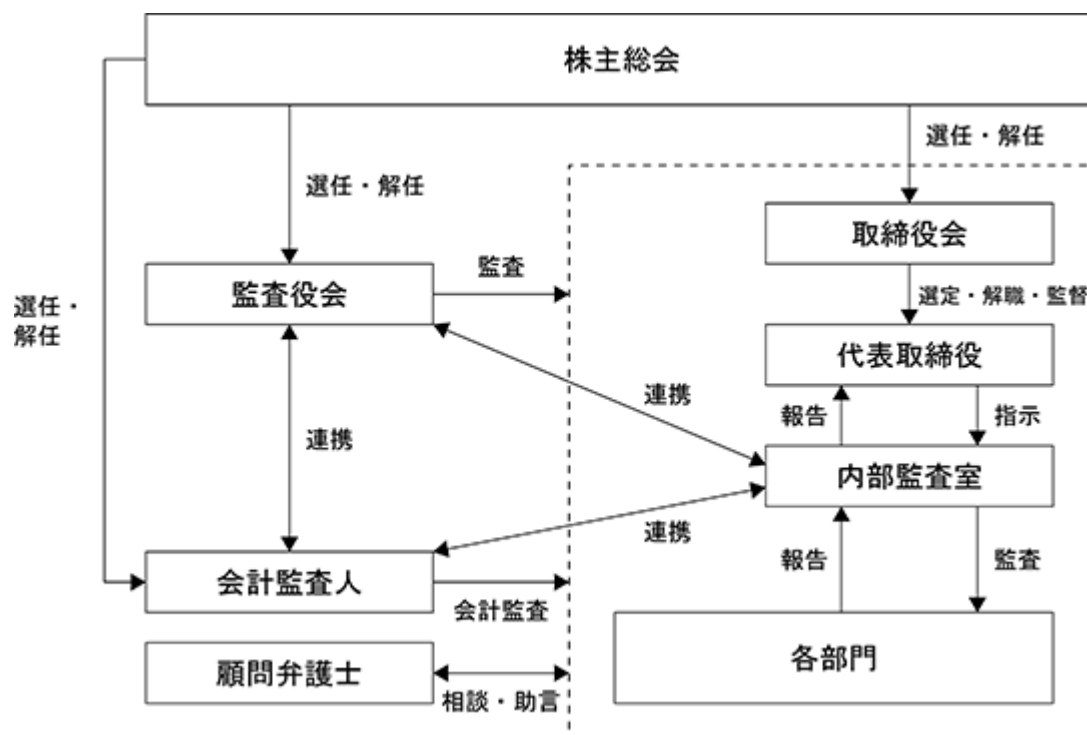 株主総会
選任・解任
選任・解任
取締役会
監査役会
監査
選定・解職・監督
選任・
解任
代表取締役
連携
報告
指示
連携
内部監査室
連携
報告
監査
会計監査人
会計監査
各部門
顧問弁護士
相談・助言